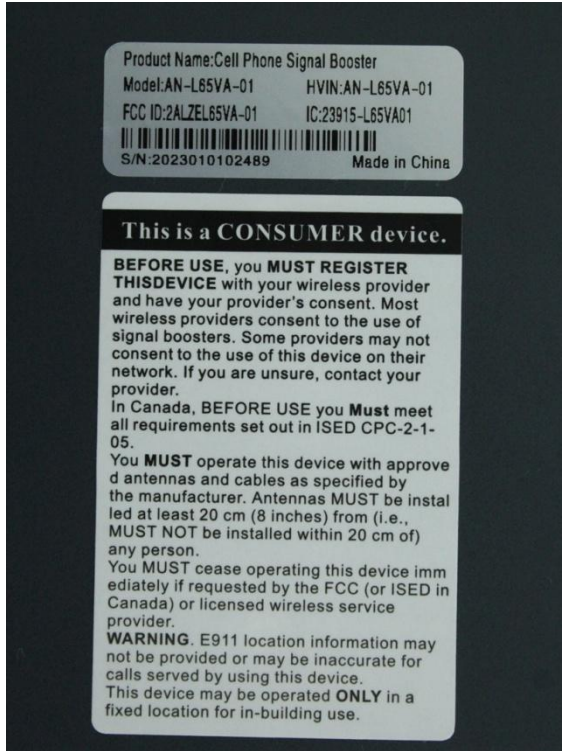 Product Name:Cell Phone Signal Booster
Model:AN-L65VA-01 HVIN:AN-L65VA-01
FCC ID:2ALZEL65VA-01 IC:23915-L65VA01
S/N:2023010102489 Made in China
This is a CONSUMER device.
BEFORE USE, you MUST REGISTER
THISDEVICE with your wireless provider
and have your provider's consent. Most
wireless providers consent to the use of
signal boosters. Some providers may not
consent to the use of this device on their
network. If you are unsure, contact your
provider.
In Canada, BEFORE USE you Must meet
all requirements set out in ISED CPC-2-1-
05.
You MUST operate this device with approve
d antennas and cables as specified by
the manufacturer. Antennas MUST be instal
led at least 20 cm (8 inches) from (i.e.,
MUST NOT be installed within 20 cm of)
any person.
You MUST cease operating this device imm
ediately if requested by the FCC (or ISED in
Canada) or licensed wireless service
provider.
WARNING. E911 location information may
not be provided or may be inaccurate for
calls served by using this device.
This device may be operated ONLY in a
fixed location for in-building use.